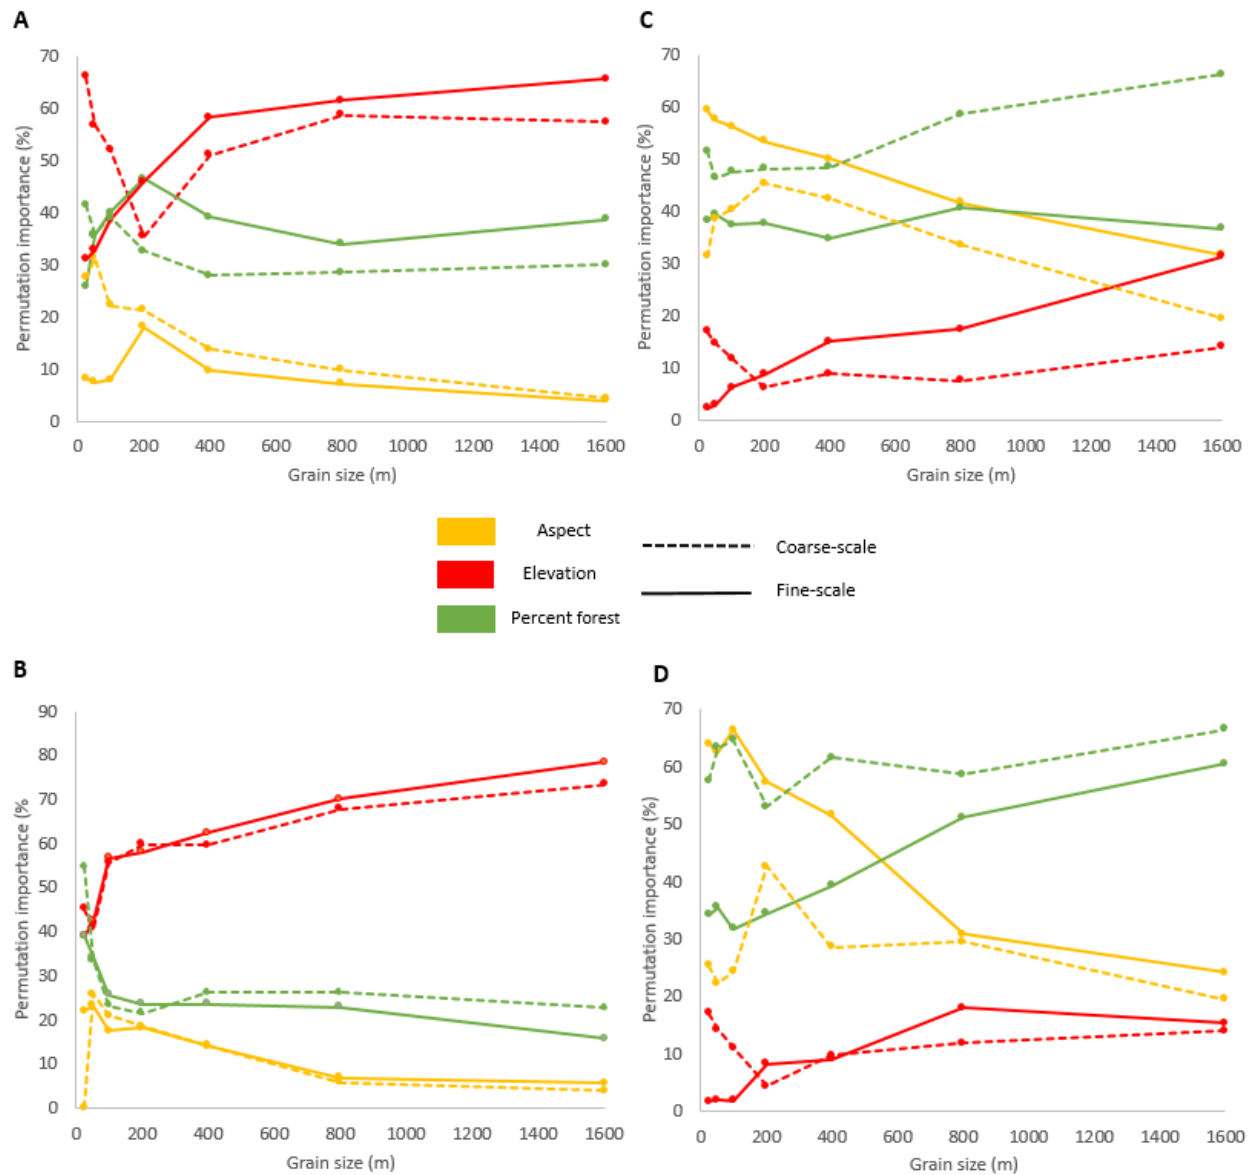 A
70
60
50
40
30
20
10
0
Permutation importance (%)
0 200 400 600 800 1000 1200 1400 1600
Grain size (m)
C
70
60
50
40
30
20
10
0
Permutation importance (%)
0 200 400 600 800 1000 1200 1400 1600
Grain size (m)
Aspect
Elevation
Percent forest
Coarse-scale
Fine-scale
B
90
80
70
60
50
40
30
20
10
0
Permutation importance (%
0 200 400 600 800 1000 1200 1400 1600
Grain size (m)
D
70
60
50
40
30
20
10
0
Permutation importance (%)
0 200 400 600 800 1000 1200 1400 1600
Grain size (m)